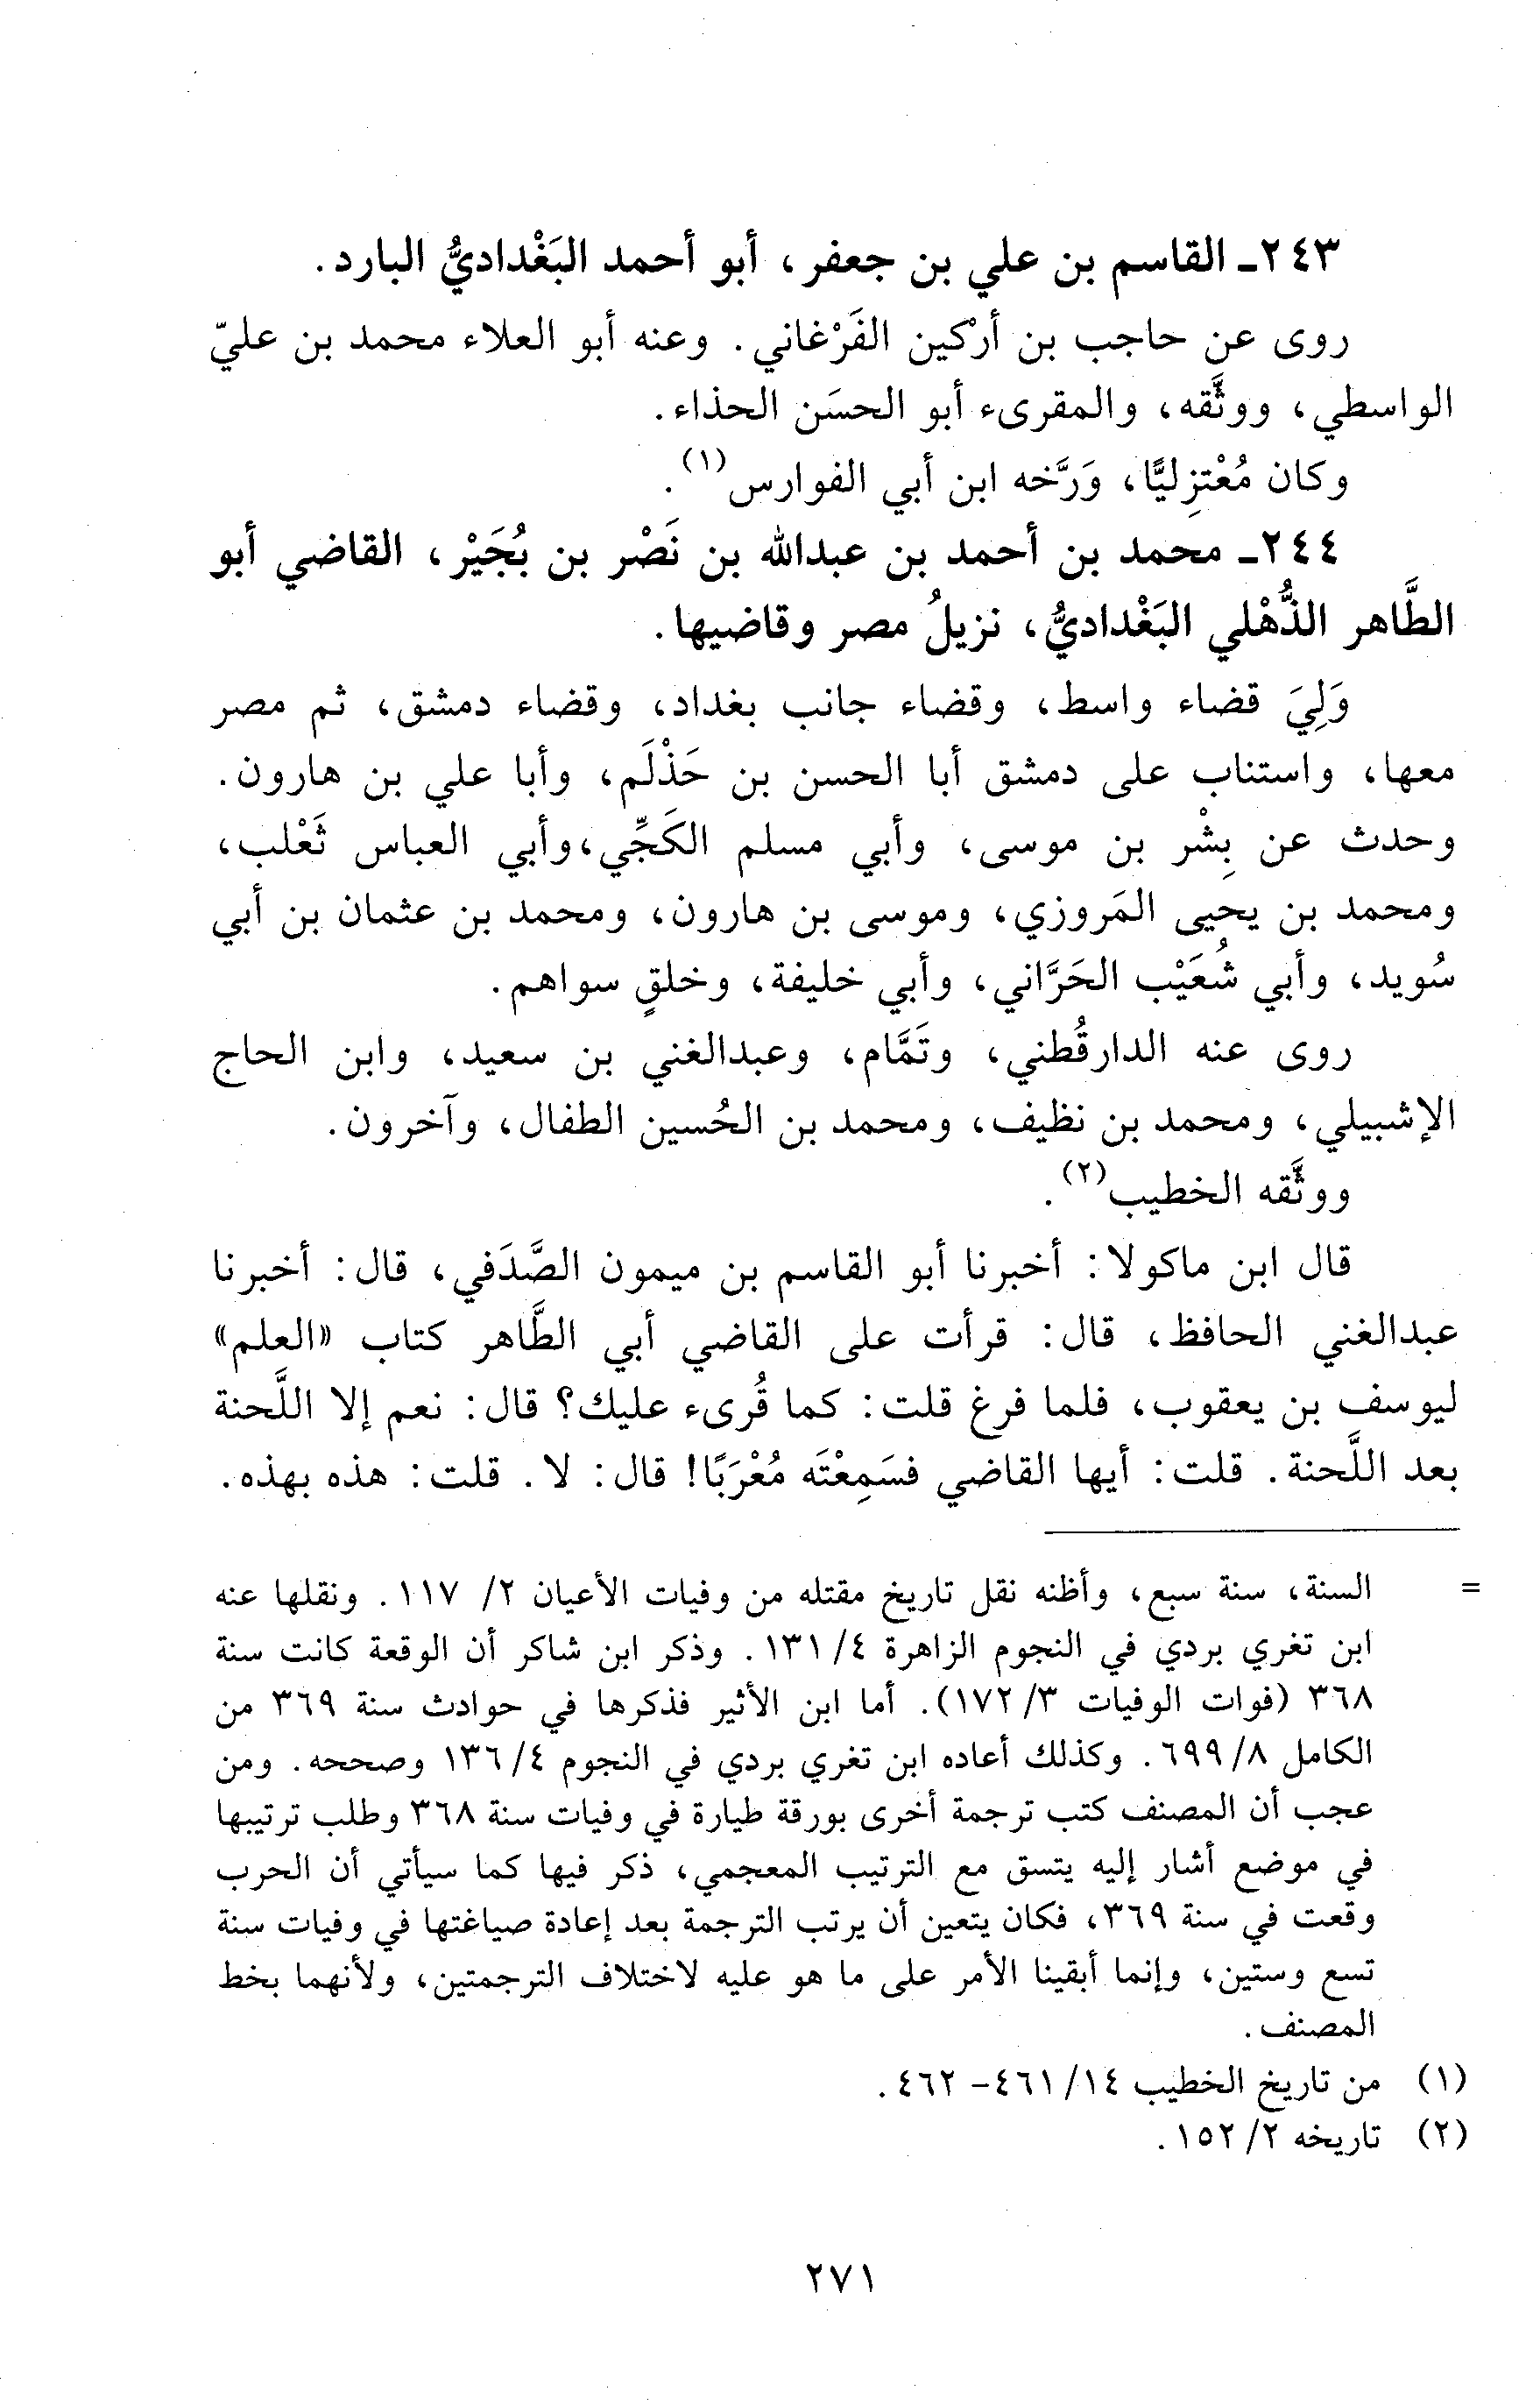 ٢٤٣ـ القاسم بن علي بن جعفر، أبو أحمد البَغْداديُّ البارد.
روى عن حاجب بن أرْكين الفَرْغاني. وعنه أبو العلاء محمد بن عليّ
الواسطي، ووثَّقه، والمقرىء أبو الحسَن الحذاء.
وكان مُعْتزِليًّا، وَرَّخه ابن أبي الفوارس(١).
٢٤٤ـ محمد بن أحمد بن عبدالله بن نَصْر بن بُجَيْر، القاضي أبو
الطَّاهر الذُّهْلي البَغْداديُّ، نزيلُ مصر وقاضيها.
وَلِيَ قضاء واسط، وقضاء جانب بغداد، وقضاء دمشق، ثم مصر
معها، واستناب على دمشق أبا الحسن بن حَذْلَم، وأبا علي بن هارون.
وحدث عن بِشْر بن موسى، وأبي مسلم الكَجِّي، وأبي العباس ثَعْلب،
ومحمد بن يحيى المَروزي، وموسى بن هارون، ومحمد بن عثمان بن أبي
سُويد، وأبي شُعَيْب الحَرَّاني، وأبي خليفة، وخلقٍ سواهم.
روى عنه الدارقُطني، وتَمَّام، وعبدالغني بن سعيد، وابن الحاج
الإشبيلي، ومحمد بن نظيف، ومحمد بن الحُسين الطفال، وآخرون.
ووثَّقه الخطيب(٢).
قال ابن ماكولا: أخبرنا أبو القاسم بن ميمون الصَّدَفي، قال: أخبرنا
عبدالغني الحافظ، قال: قرأت على القاضي أبي الطَّاهر كتاب «العلم»
ليوسف بن يعقوب، فلما فرغ قلت: كما قُرىء عليك؟ قال: نعم إلا اللَّحنة
بعد اللَّحنة. قلت: أيها القاضي فسَمِعْتَه مُعْرَبًا! قال: لا. قلت: هذه بهذه.
= السنة، سنة سبع، وأظنه نقل تاريخ مقتله من وفيات الأعيان ٢/ ١١٧. ونقلها عنه
ابن تغري بردي في النجوم الزاهرة ٤/ ١٣١. وذكر ابن شاكر أن الوقعة كانت سنة
٣٦٨ (فوات الوفيات ٣/ ١٧٢). أما ابن الأثير فذكرها في حوادث سنة ٣٦٩ من
الكامل ٨/ ٦٩٩. وكذلك أعاده ابن تغري بردي في النجوم ٤/ ١٣٦ وصححه. ومن
عجب أن المصنف كتب ترجمة أخرى بورقة طيارة في وفيات سنة ٣٦٨ وطلب ترتيبها
في موضع أشار إليه يتسق مع الترتيب المعجمي، ذكر فيها كما سيأتي أن الحرب
وقعت في سنة ٣٦٩، فكان يتعين أن يرتب الترجمة بعد إعادة صياغتها في وفيات سنة
تسع وستين، وإنما أبقينا الأمر على ما هو عليه لاختلاف الترجمتين، ولأنهما بخط
المصنف.
(١) من تاريخ الخطيب ١٤/ ٤٦١- ٤٦٢.
(٢) تاريخه ٢/ ١٥٢.
٢٧١